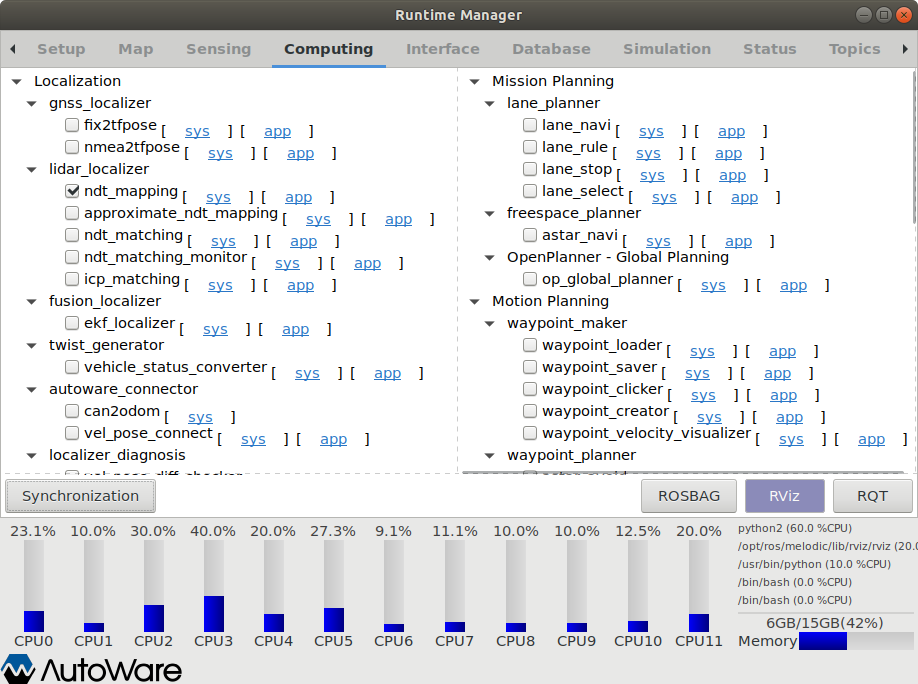 Runtime Manager
Setup Map Sensing Computing Interface Database Simulation Status Topics
Localization
gnss_localizer
fix2tfpose [ sys ] [ app ]
nmea2tfpose [ sys ] [ app ]
lidar_localizer
ndt_mapping [ sys ] [ app ]
approximate_ndt_mapping [ sys ] [ app ]
ndt_matching [ sys ] [ app ]
ndt_matching_monitor [ sys ] [ app ]
icp_matching [ sys ] [ app ]
fusion_localizer
ekf_localizer [ sys ] [ app ]
twist_generator
vehicle_status_converter [ sys ] [ app ]
autoware_connector
can2odom [ sys ]
vel_pose_connect [ sys ] [ app ]
localizer_diagnosis
Mission Planning
lane_planner
lane_navi [ sys ] [ app ]
lane_rule [ sys ] [ app ]
lane_stop [ sys ] [ app ]
lane_select [ sys ] [ app ]
freespace_planner
astar_navi [ sys ] [ app ]
OpenPlanner - Global Planning
op_global_planner [ sys ] [ app ]
Motion Planning
waypoint_maker
waypoint_loader [ sys ] [ app ]
waypoint_saver [ sys ] [ app ]
waypoint_clicker [ sys ] [ app ]
waypoint_creator [ sys ] [ app ]
waypoint_velocity_visualizer [ sys ] [ app ]
waypoint_planner
Synchronization ROSBAG RViz RQT
23.1% 10.0% 30.0% 40.0% 20.0% 27.3% 9.1% 11.1% 10.0% 10.0% 12.5% 20.0%
CPU0 CPU1 CPU2 CPU3 CPU4 CPU5 CPU6 CPU7 CPU8 CPU9 CPU10 CPU11
python2 (60.0 %CPU)
/opt/ros/melodic/lib/rviz/rviz (20.0
/usr/bin/python (10.0 %CPU)
/bin/bash (0.0 %CPU)
/bin/bash (0.0 %CPU)
6GB/15GB(42%)
Memory
AutoWare